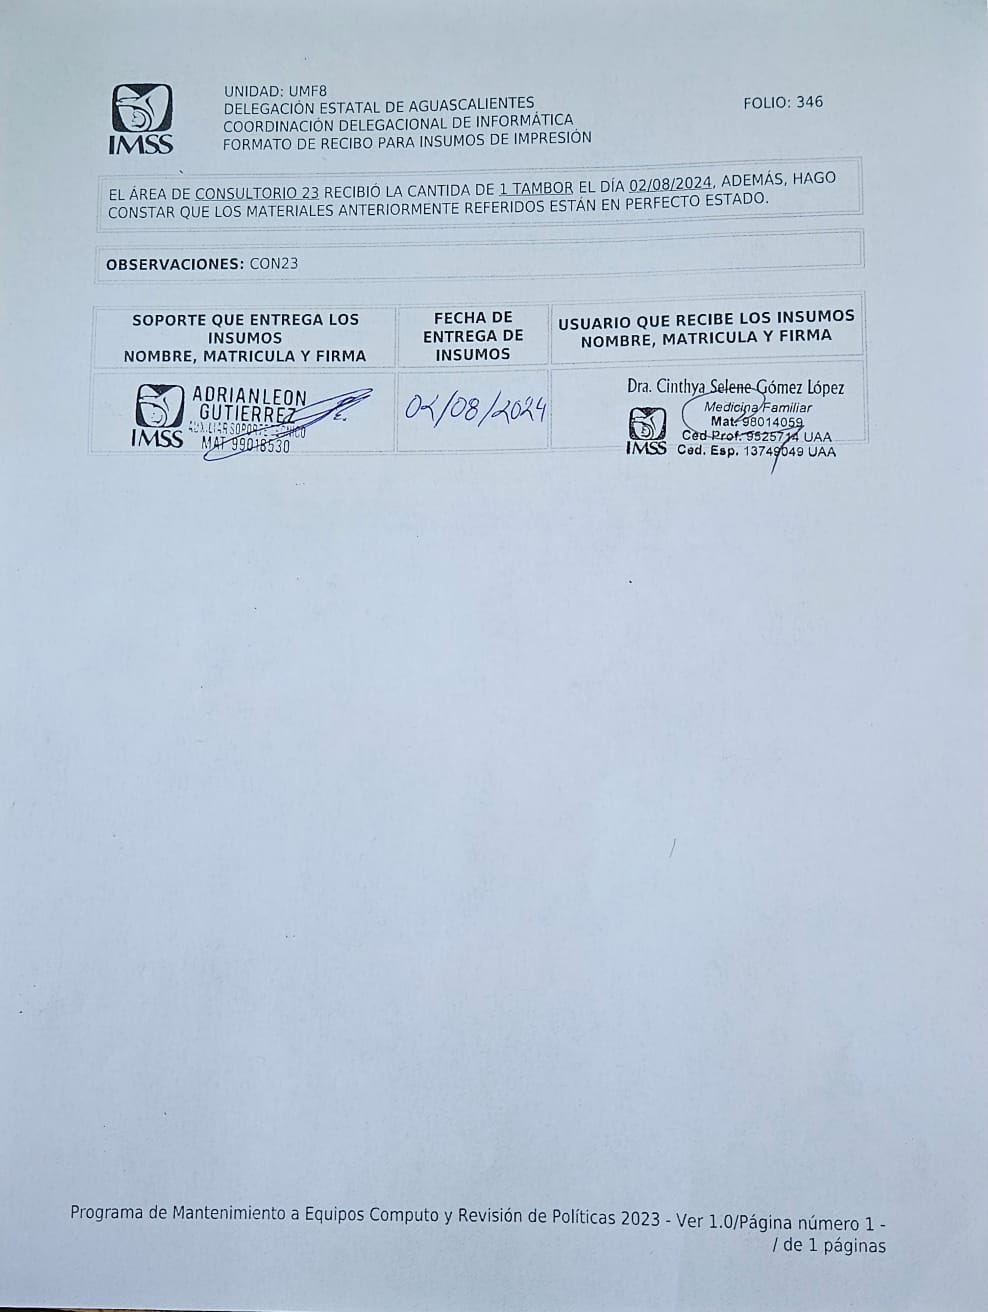 IMSS
UNIDAD: UMF8
DELEGACIÓN ESTATAL DE AGUASCALIENTES
COORDINACIÓN DELEGACIONAL DE INFORMÁTICA
FORMATO DE RECIBO PARA INSUMOS DE IMPRESIÓN
FOLIO: 346
EL ÁREA DE CONSULTORIO 23 RECIBIÓ LA CANTIDA DE 1 TAMBOR EL DÍA 02/08/2024, ADEMÁS, HAGO
CONSTAR QUE LOS MATERIALES ANTERIORMENTE REFERIDOS ESTÁN EN PERFECTO ESTADO.
OBSERVACIONES: CON23
SOPORTE QUE ENTREGA LOS
INSUMOS
NOMBRE, MATRICULA Y FIRMA
FECHA DE
ENTREGA DE
INSUMOS
USUARIO QUE RECIBE LOS INSUMOS
NOMBRE, MATRICULA Y FIRMA
IMSS
ADRIANLEON
GUTIERREZ
AUXILIAR SOPORTE TECNICO
MAT 99018530
02/08/2024
IMSS
Dra. Cinthya Selene Gómez López
Medicina Familiar
Mat. 98014059
Ced Prof. 9525714 UAA
Ced. Esp. 13749049 UAA
Programa de Mantenimiento a Equipos Computo y Revisión de Políticas 2023 - Ver 1.0/Página número 1 -
/ de 1 páginas